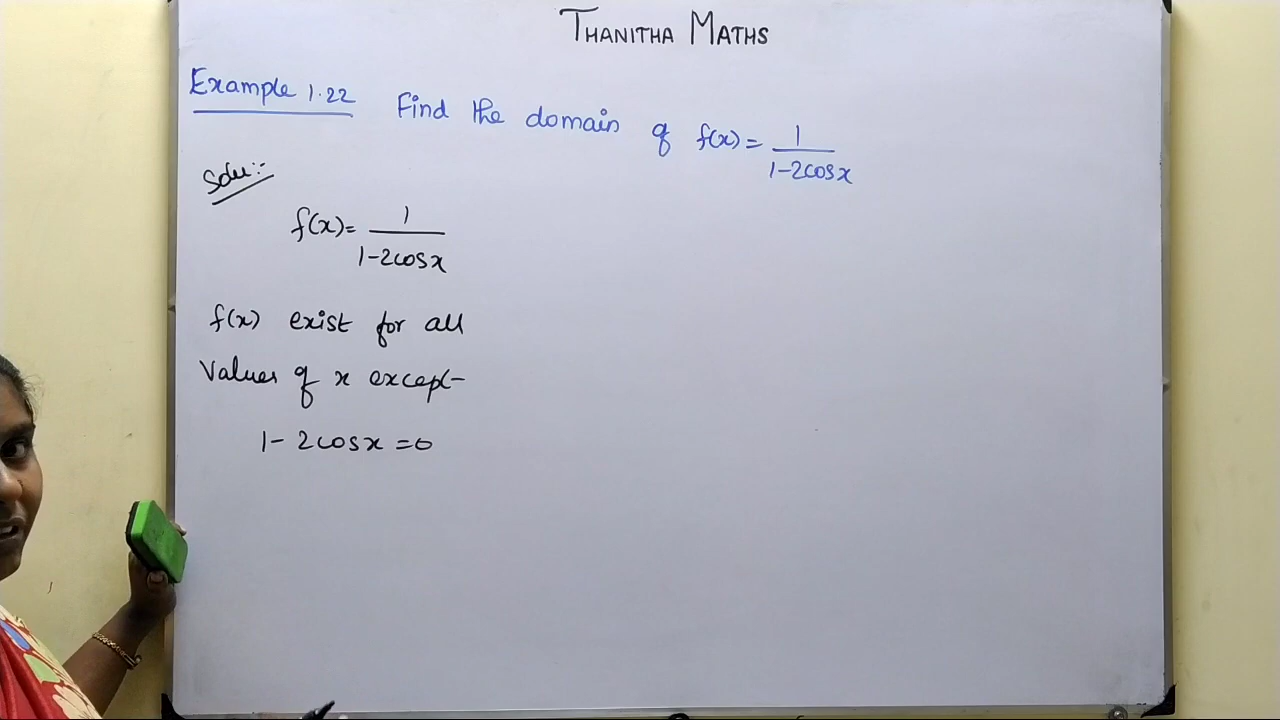 THANITHA MATHS
Example 1.22 Find the domain of f(x) = 1/(1-2cosx)
Solu:-
f(x) = 1/(1-2cosx)
f(x) exist for all
Values of x except
1-2cosx = 0